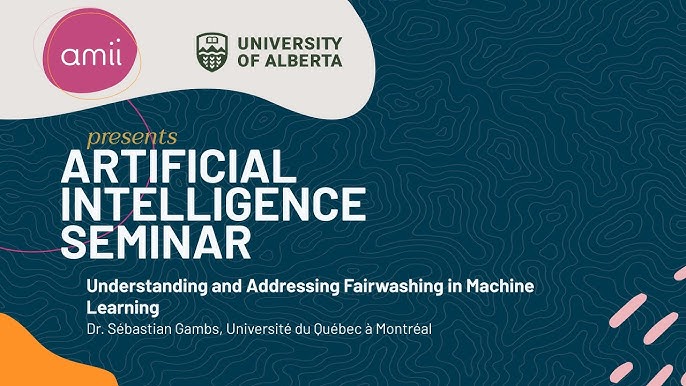 amii
UNIVERSITY
OF ALBERTA
presents
ARTIFICIAL
INTELLIGENCE
SEMINAR
Understanding and Addressing Fairwashing in Machine
Learning
Dr. Sébastian Gambs, Université du Québec à Montréal